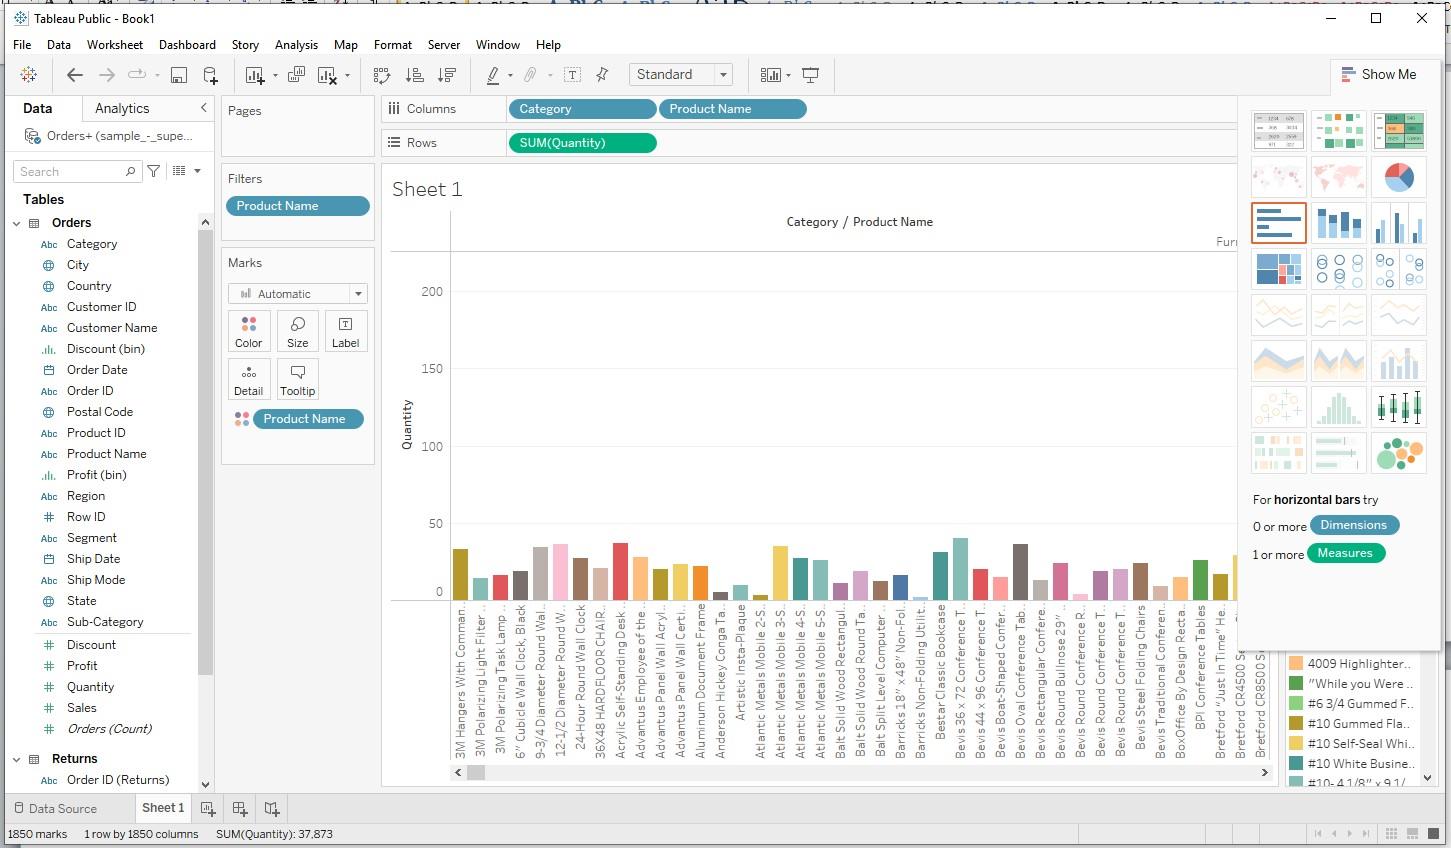 Tableau Public - Book1
File Data Worksheet Dashboard Story Analysis Map Format Server Window Help
Standard
Show Me
Data Analytics
Orders+ (sample_-_supe...
Search
Tables
Orders
Abc Category
City
Country
Abc Customer ID
Abc Customer Name
Discount (bin)
Order Date
Abc Order ID
Postal Code
Abc Product ID
Abc Product Name
Profit (bin)
Abc Region
Row ID
Abc Segment
Ship Date
Abc Ship Mode
State
Abc Sub-Category
Discount
Profit
Quantity
Sales
Orders (Count)
Returns
Abc Order ID (Returns)
Pages
Filters
Product Name
Marks
Automatic
Color Size Label
Detail Tooltip
Product Name
Columns Category Product Name
Rows SUM(Quantity)
Sheet 1
Category / Product Name
Furr
Quantity
200
150
100
50
0
3M Hangers With Comman..
3M Polarizing Light Filter ..
3M Polarizing Task Lamp ..
6" Cubicle Wall Clock, Black
9-3/4 Diameter Round Wal..
12-1/2 Diameter Round W..
24-Hour Round Wall Clock
36X48 HARDFLOOR CHAIR..
Acrylic Self-Standing Desk ..
Advantus Employee of the ..
Advantus Panel Wall Acryl..
Advantus Panel Wall Certi..
Aluminum Document Frame
Anderson Hickey Conga Ta..
Artistic Insta-Plaque
Atlantic Metals Mobile 2-S..
Atlantic Metals Mobile 3-S..
Atlantic Metals Mobile 4-S..
Atlantic Metals Mobile 5-S..
Balt Solid Wood Rectangul..
Balt Solid Wood Round Ta..
Balt Split Level Computer ..
Barricks 18" x 48" Non-Fol..
Barricks Non-Folding Utilit..
Bestar Classic Bookcase
Bevis 36 x 72 Conference T..
Bevis 44 x 96 Conference T..
Bevis Boat-Shaped Confer..
Bevis Oval Conference Tab..
Bevis Rectangular Confere..
Bevis Round Bullnose 29" ..
Bevis Round Conference R..
Bevis Round Conference T..
Bevis Round Conference T..
Bevis Steel Folding Chairs
Bevis Traditional Conferen..
BoxOffice By Design Recta..
BPI Conference Tables
Bretford "Just In Time" He..
Bretford CR4500 Se
Bretford CR8500 Se
For horizontal bars try
0 or more Dimensions
1 or more Measures
4009 Highlighter..
"While you Were ..
#6 3/4 Gummed F..
#10 Gummed Fla..
#10 Self-Seal Whi..
#10 White Busine..
#10- 4 1/8" x 9 1/..
Data Source Sheet 1
1850 marks 1 row by 1850 columns SUM(Quantity): 37,873